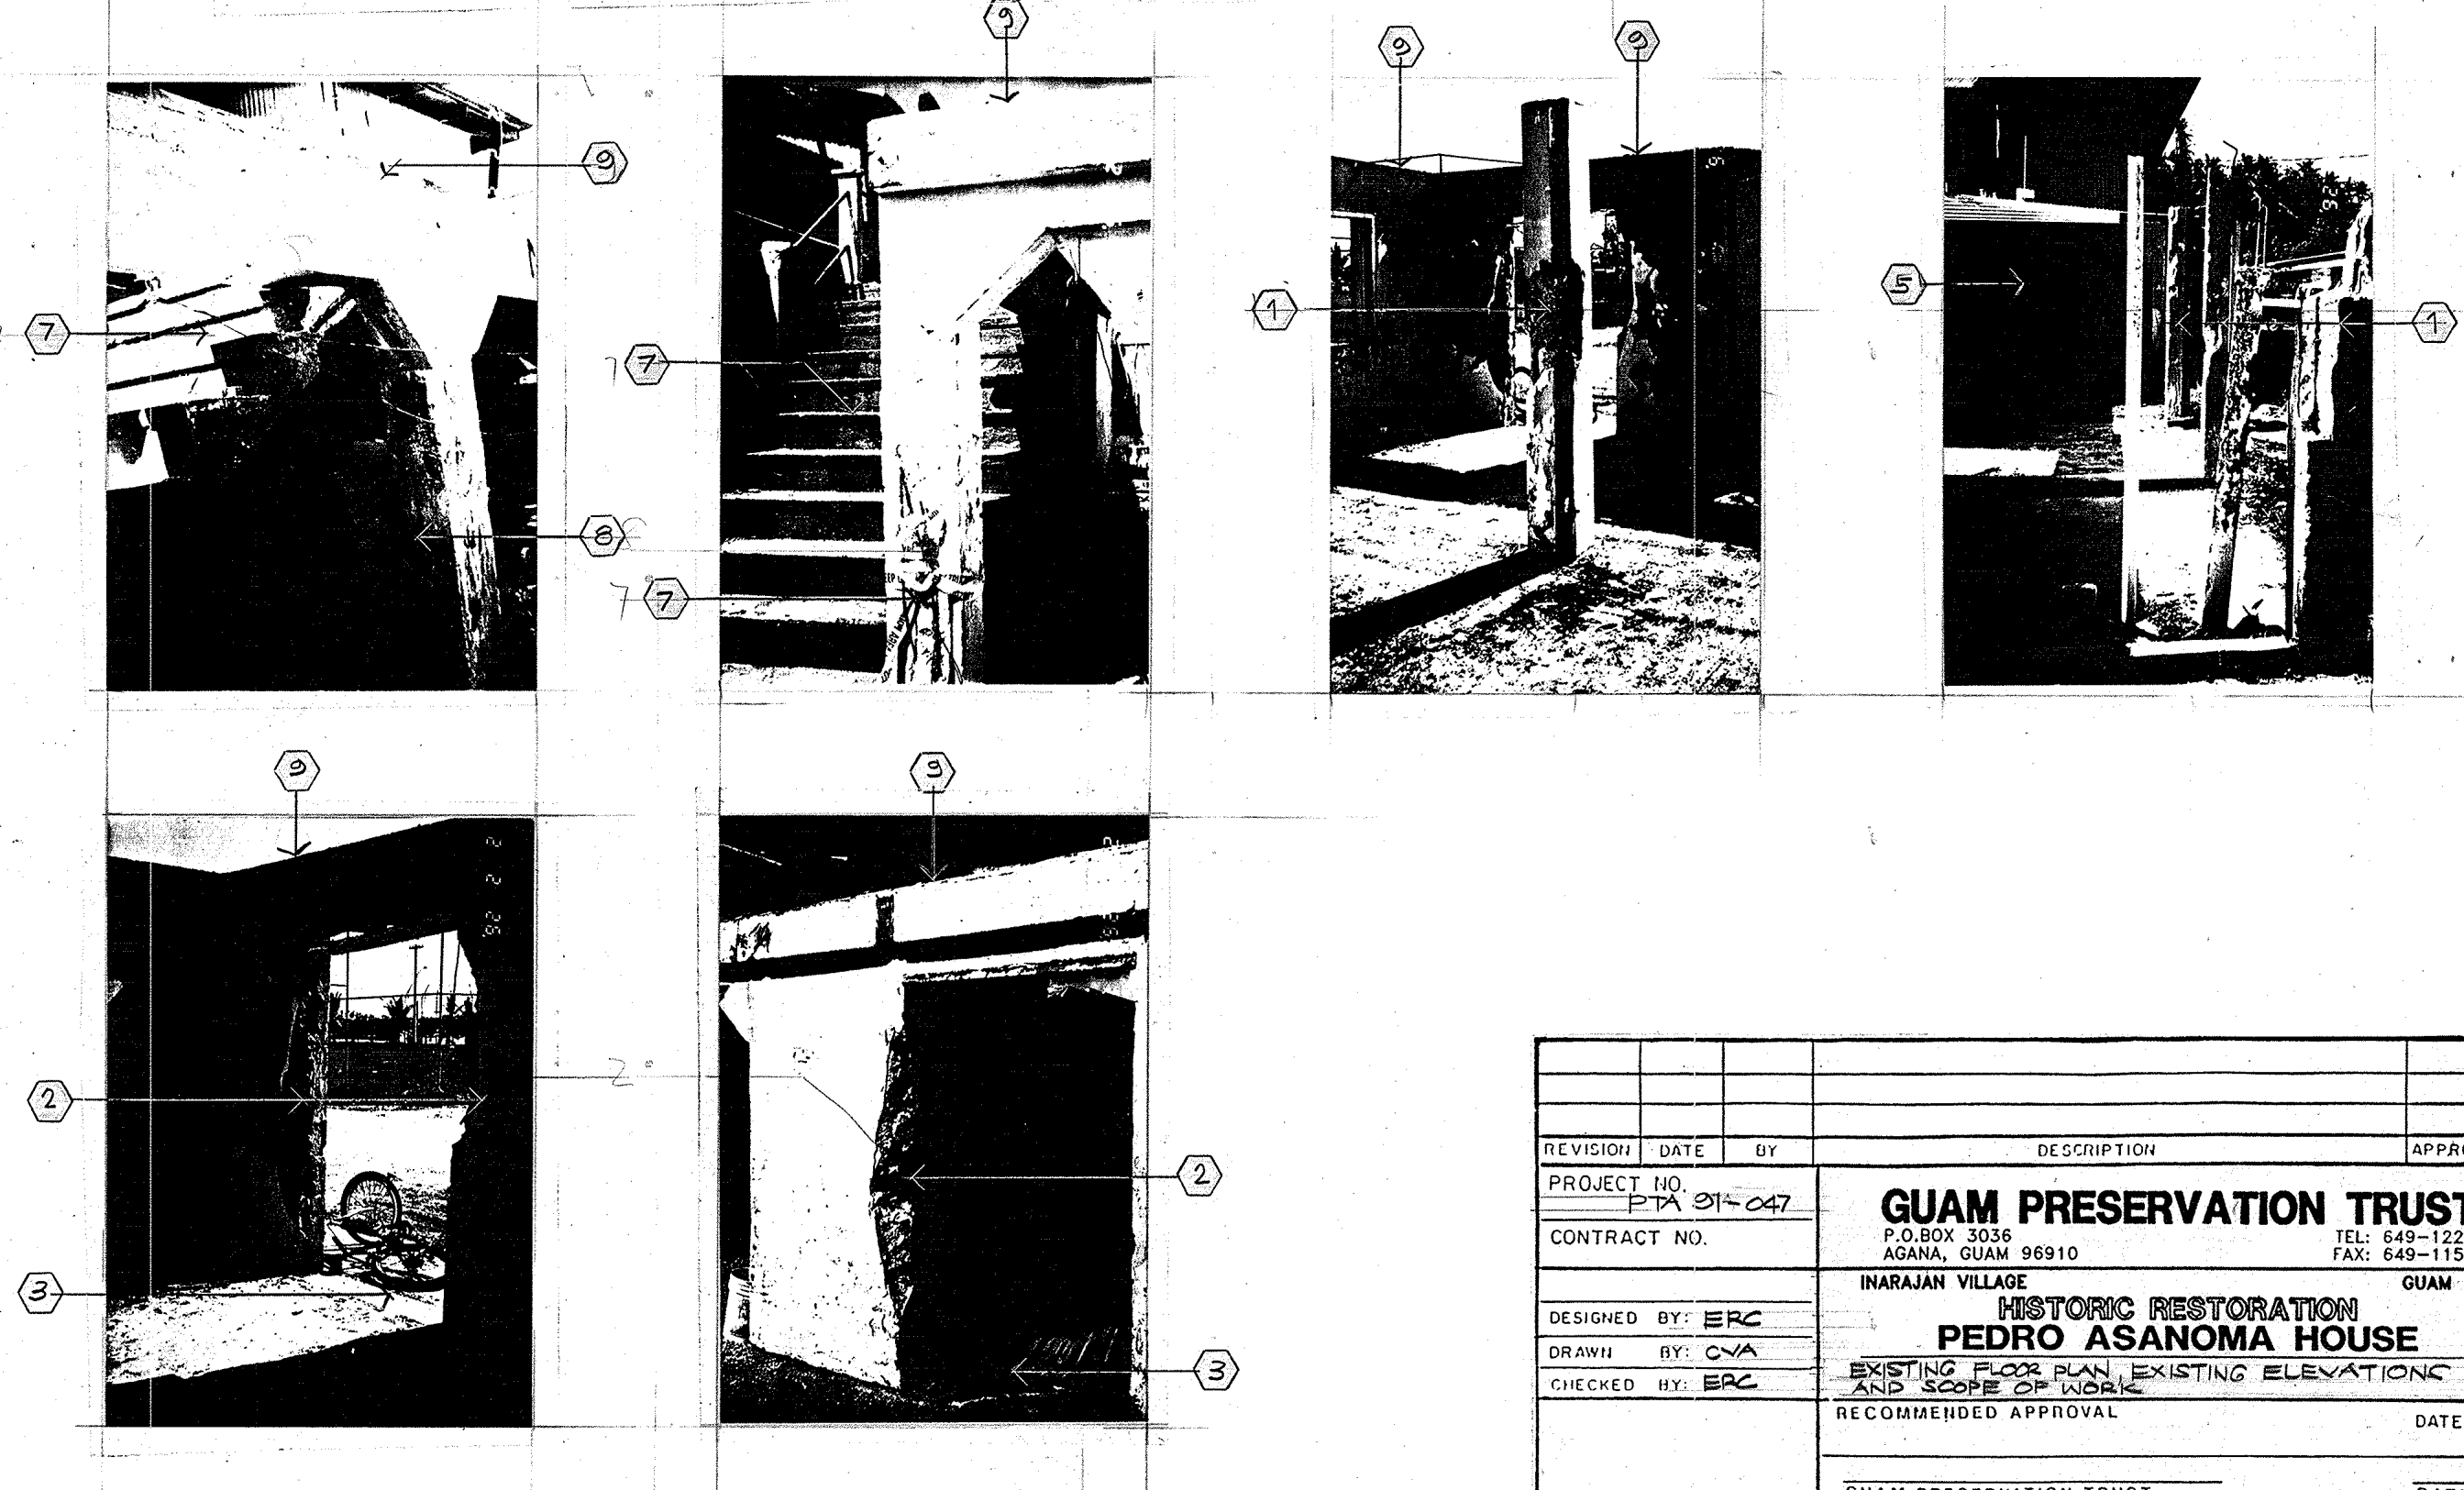 9
9
9
9
7
7
1
5
1
8
7
9
9
2
2
3
3
92 2 2
REVISION DATE BY DESCRIPTION
PROJECT NO.
PTA 91-047
CONTRACT NO.
DESIGNED BY: ERC
DRAWN BY: CVA
CHECKED BY: ERC
GUAM PRESERVATION TRUST
P.O.BOX 3036
AGANA, GUAM 96910
INARAJAN VILLAGE GUAM
HISTORIC RESTORATION
PEDRO ASANOMA HOUSE
EXISTING FLOOR PLAN, EXISTING ELEVATIONS
AND SCOPE OF WORK
RECOMMENDED APPROVAL DATE